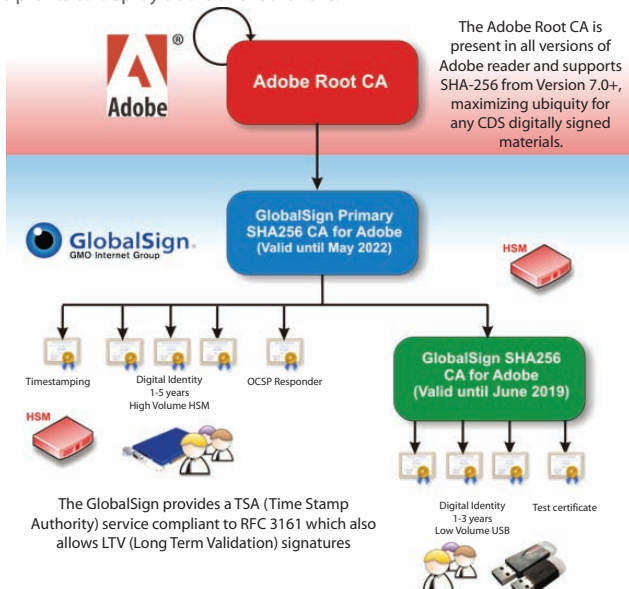 The Adobe Root CA is
present in all versions of
Adobe reader and supports
SHA-256 from Version 7.0+,
maximizing ubiquity for
any CDS digitally signed
materials.
®
Adobe
Adobe Root CA
GlobalSign Primary
SHA256 CA for Adobe
(Valid until May 2022)
GlobalSign®
GMO Internet Group
HSM
Timestamping
Digital Identity
1-5 years
High Volume HSM
OCSP Responder
GlobalSign SHA256
CA for Adobe
(Valid until June 2019)
HSM
The GlobalSign provides a TSA (Time Stamp
Authority) service compliant to RFC 3161 which also
allows LTV (Long Term Validation) signatures
Digital Identity
1-3 years
Low Volume USB
Test certificate